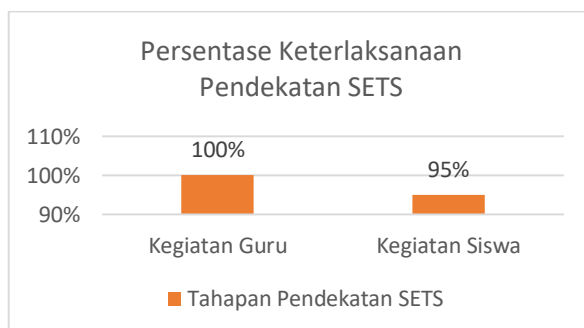 Persentase Keterlaksanaan
Pendekatan SETS
110%
100%
90%
100%
95%
Kegiatan Guru
Kegiatan Siswa
Tahapan Pendekatan SETS